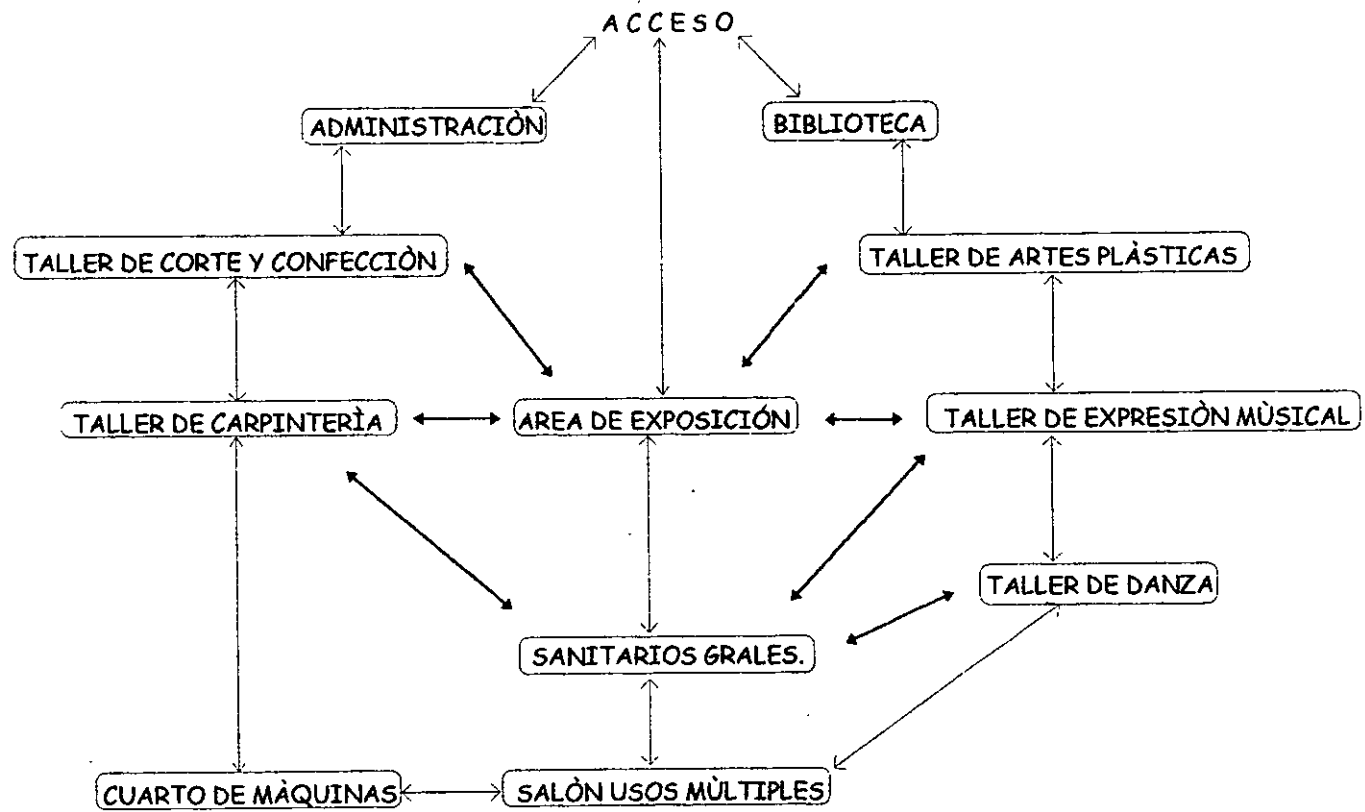 A C C E S O
ADMINISTRACIÒN
BIBLIOTECA
TALLER DE CORTE Y CONFECCIÒN
TALLER DE ARTES PLÀSTICAS
TALLER DE CARPINTERÌA
AREA DE EXPOSICIÓN
TALLER DE EXPRESIÒN MÙSICAL
TALLER DE DANZA
SANITARIOS GRALES.
CUARTO DE MÀQUINAS
SALÒN USOS MÙLTIPLES